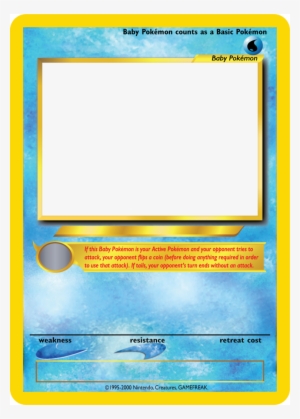 Baby Pokémon counts as a Basic Pokémon
Baby Pokémon
If this Baby Pokémon is your Active Pokémon and your opponent tries to
attack, your opponent flips a coin (before doing anything required in order
to use that attack). If tails, your opponent's turn ends without an attack.
weakness resistance retreat cost
©1995-2000 Nintendo, Creatures, GAMEFREAK.